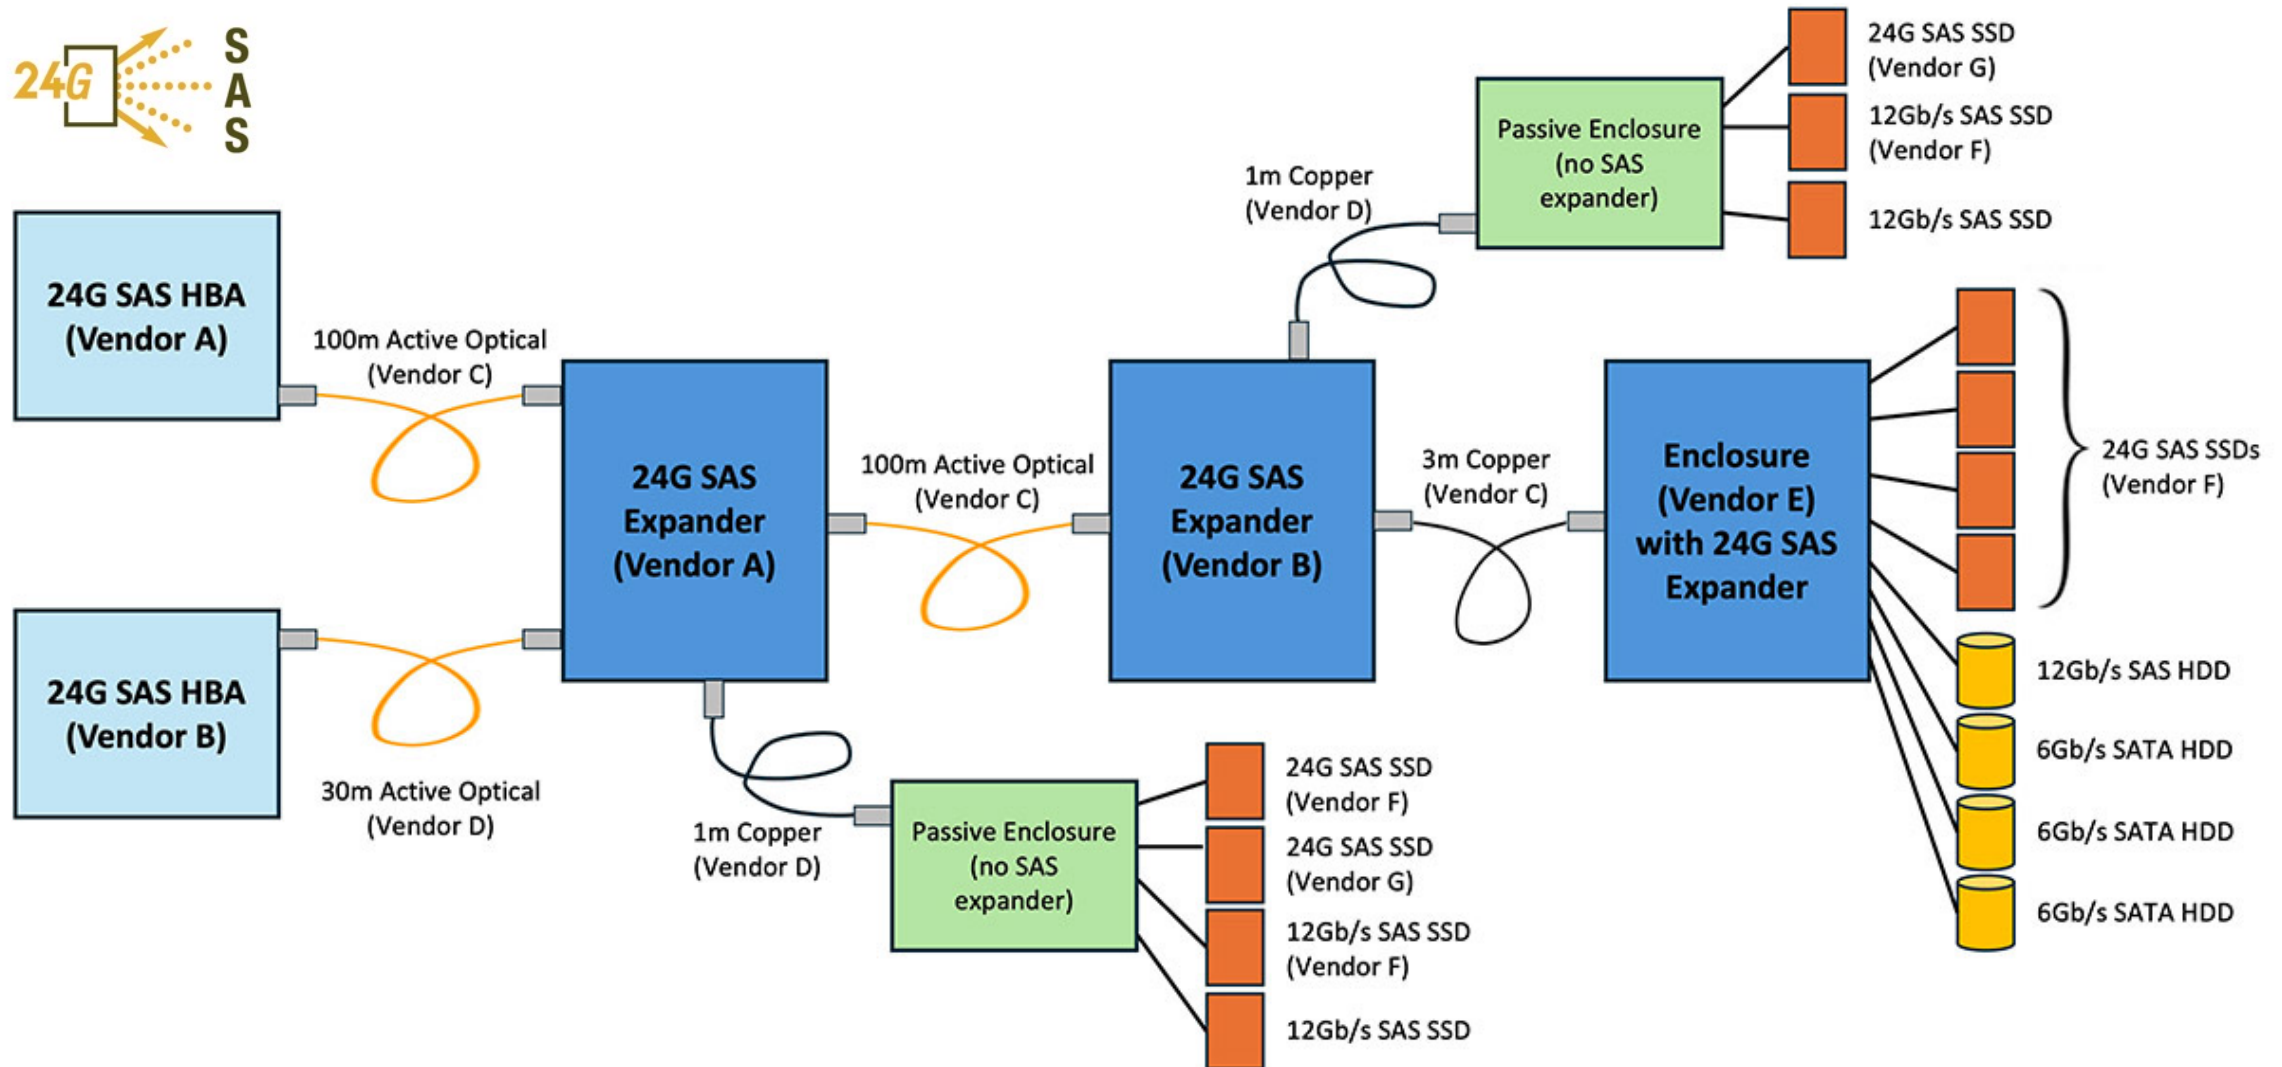 24G
S
A
S
24G SAS HBA
(Vendor A)
100m Active Optical
(Vendor C)
24G SAS HBA
(Vendor B)
30m Active Optical
(Vendor D)
24G SAS
Expander
(Vendor A)
1m Copper
(Vendor D)
Passive Enclosure
(no SAS
expander)
24G SAS SSD
(Vendor F)
24G SAS SSD
(Vendor G)
12Gb/s SAS SSD
(Vendor F)
12Gb/s SAS SSD
100m Active Optical
(Vendor C)
24G SAS
Expander
(Vendor B)
1m Copper
(Vendor D)
Passive Enclosure
(no SAS
expander)
24G SAS SSD
(Vendor G)
12Gb/s SAS SSD
(Vendor F)
12Gb/s SAS SSD
3m Copper
(Vendor C)
Enclosure
(Vendor E)
with 24G SAS
Expander
24G SAS SSDs
(Vendor F)
12Gb/s SAS HDD
6Gb/s SATA HDD
6Gb/s SATA HDD
6Gb/s SATA HDD